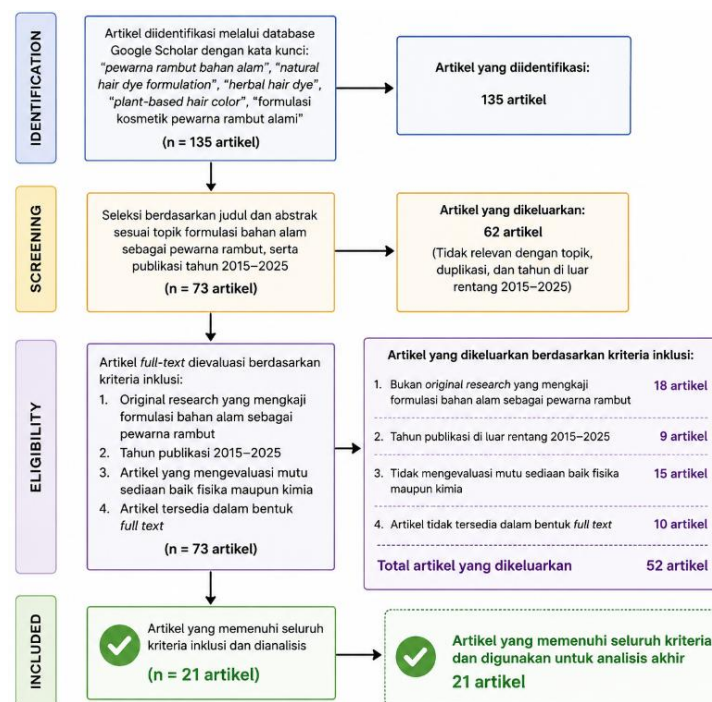 IDENTIFICATION
Artikel diidentifikasi melalui database
Google Scholar dengan kata kunci:
“pewarna rambut bahan alam”, “natural
hair dye formulation”, “herbal hair dye”,
“plant-based hair color”, “formulasi
kosmetik pewarna rambut alami”
(n = 135 artikel)
Artikel yang diidentifikasi:
135 artikel
SCREENING
Seleksi berdasarkan judul dan abstrak
sesuai topik formulasi bahan alam
sebagai pewarna rambut, serta
publikasi tahun 2015–2025
(n = 73 artikel)
Artikel yang dikeluarkan:
62 artikel
(Tidak relevan dengan topik,
duplikasi, dan tahun di luar
rentang 2015–2025)
ELIGIBILITY
Artikel full-text dievaluasi berdasarkan
kriteria inklusi:
1. Original research yang mengkaji
formulasi bahan alam sebagai
pewarna rambut
2. Tahun publikasi 2015–2025
3. Artikel yang mengevaluasi mutu
sediaan baik fisika maupun kimia
4. Artikel tersedia dalam bentuk
full text
(n = 73 artikel)
Artikel yang dikeluarkan berdasarkan kriteria inklusi:
1. Bukan original research yang mengkaji 18 artikel
formulasi bahan alam sebagai pewarna rambut
2. Tahun publikasi di luar rentang 2015–2025 9 artikel
3. Tidak mengevaluasi mutu sediaan baik fisika 15 artikel
maupun kimia
4. Artikel tidak tersedia dalam bentuk full text 10 artikel
Total artikel yang dikeluarkan 52 artikel
INCLUDED
Artikel yang memenuhi seluruh
kriteria inklusi dan dianalisis
(n = 21 artikel)
Artikel yang memenuhi seluruh kriteria
dan digunakan untuk analisis akhir
21 artikel